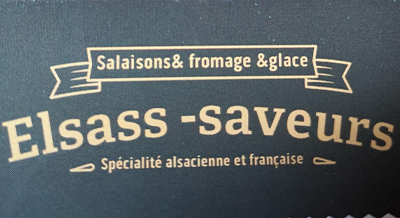 Salaisons& fromage &glace
Elsass -saveurs
Spécialité alsacienne et française